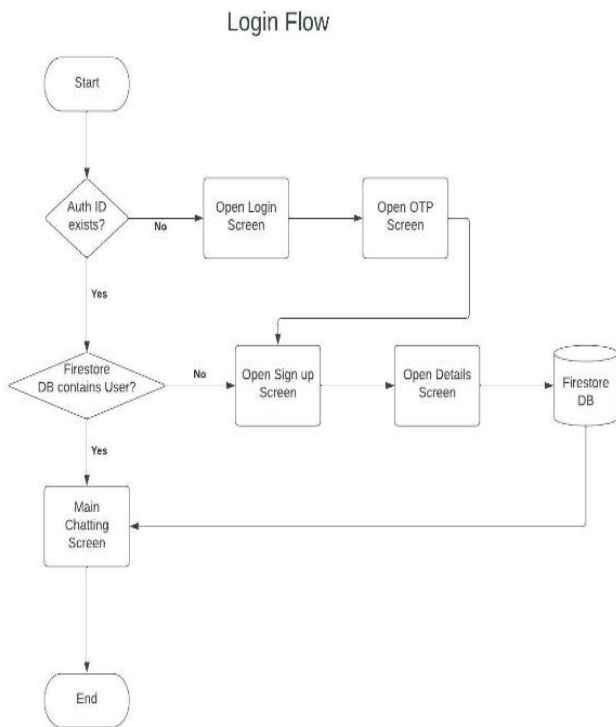 Login Flow
Start
Auth ID
exists?
No
Open Login
Screen
Open OTP
Screen
Yes
Firestore
DB contains User?
No
Open Sign up
Screen
Open Details
Screen
Firestore
DB
Yes
Main
Chatting
Screen
End